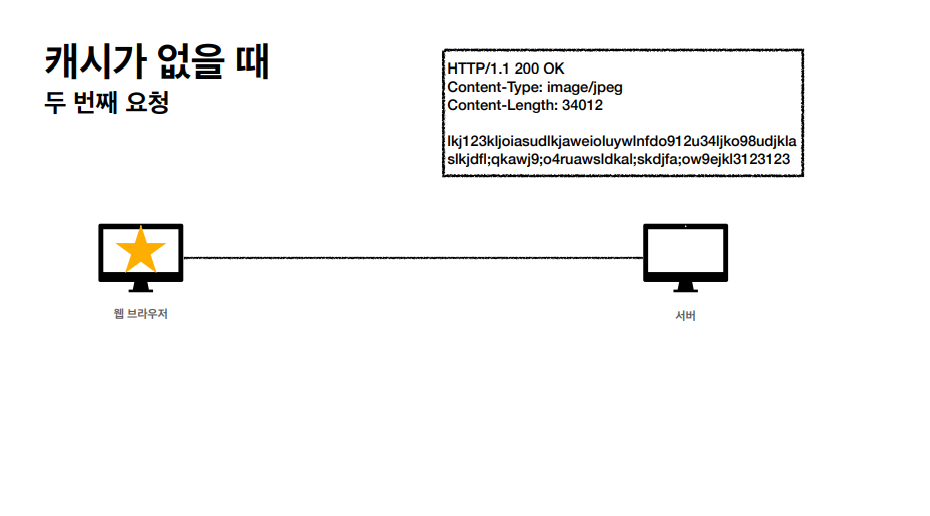 캐시가 없을 때
두 번째 요청
HTTP/1.1 200 OK
Content-Type: image/jpeg
Content-Length: 34012
lkj123kljoiasudlkjaweioluywlnfdo912u34ljko98udjkla
slkjdfl;qkawj9;o4ruawsldkal;skdjfa;ow9ejkl3123123
웹 브라우저
서버